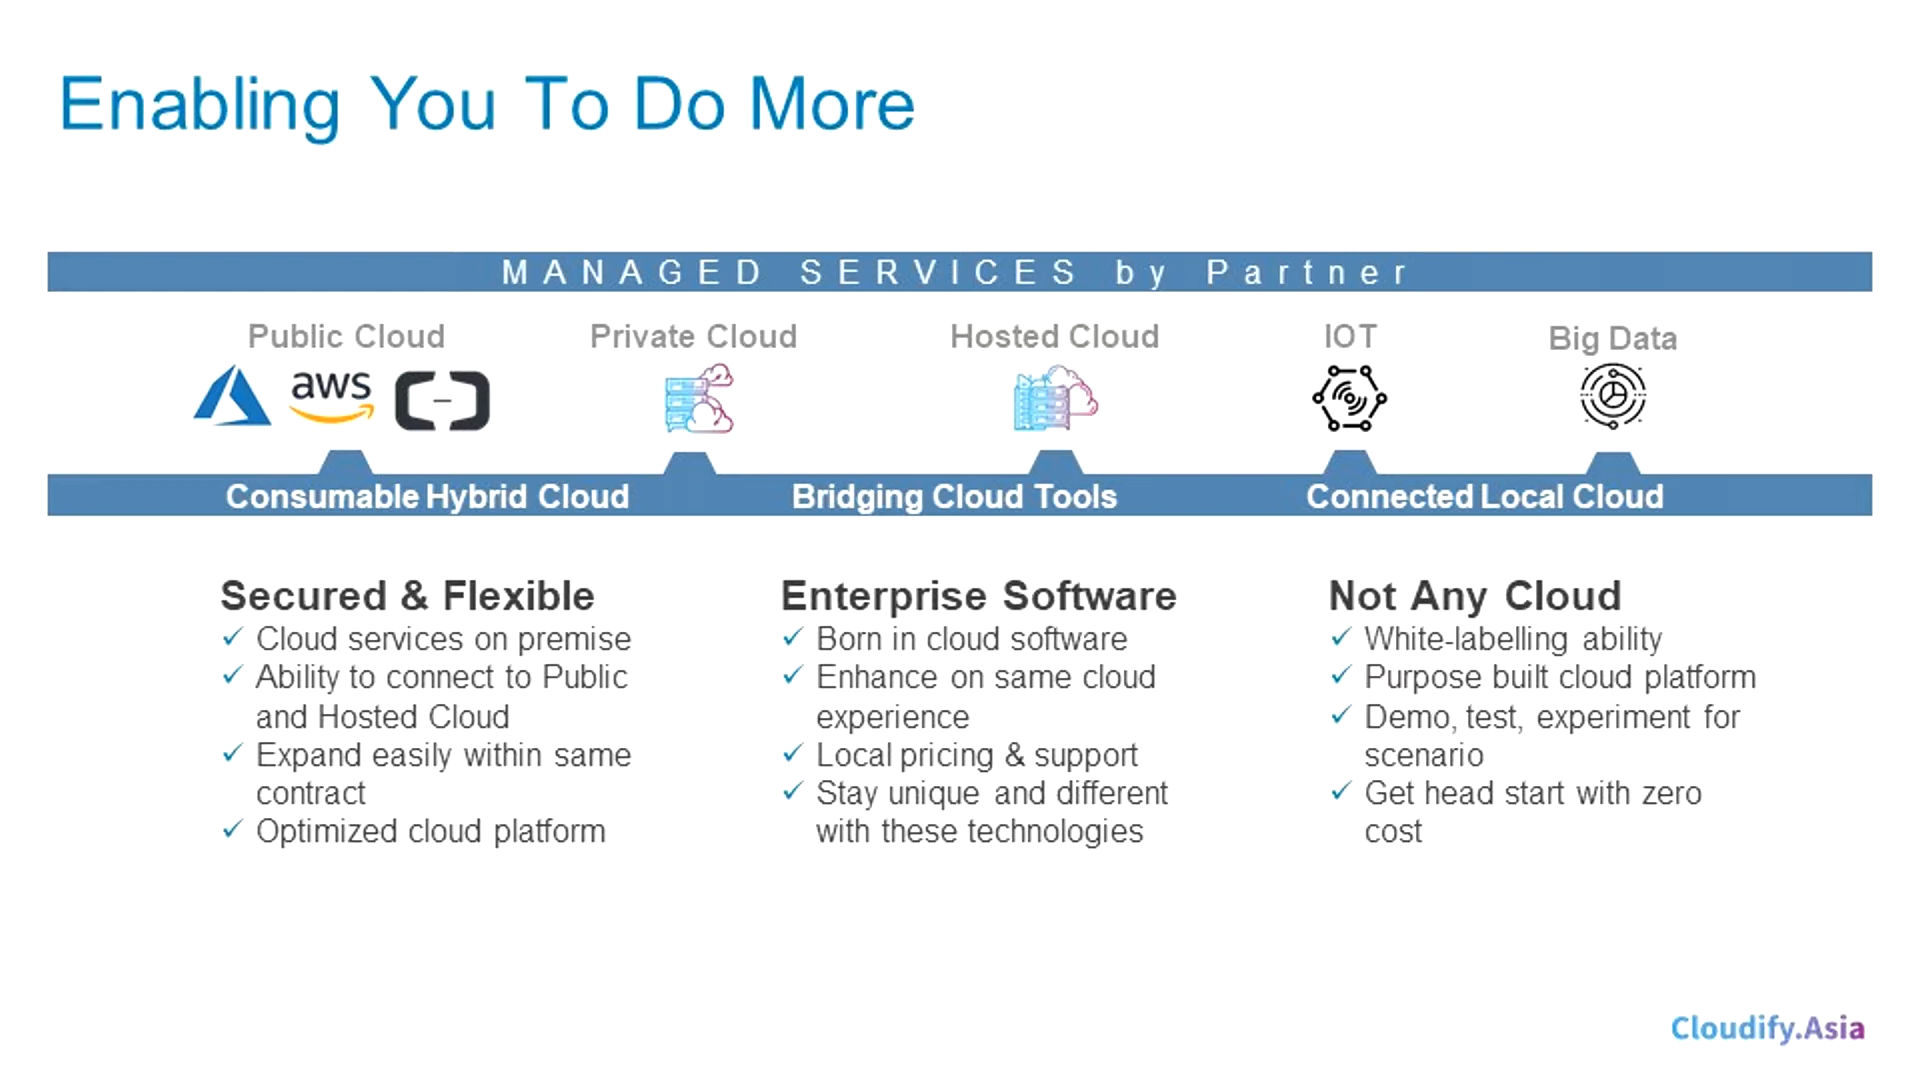 Enabling You To Do More
MANAGED SERVICES by Partner
Public Cloud
Private Cloud
Hosted Cloud
IOT
Big Data
aws
Consumable Hybrid Cloud
Bridging Cloud Tools
Connected Local Cloud
Secured & Flexible
✓ Cloud services on premise
✓ Ability to connect to Public
and Hosted Cloud
✓ Expand easily within same
contract
✓ Optimized cloud platform
Enterprise Software
✓ Born in cloud software
✓ Enhance on same cloud
experience
✓ Local pricing & support
✓ Stay unique and different
with these technologies
Not Any Cloud
✓ White-labelling ability
✓ Purpose built cloud platform
✓ Demo, test, experiment for
scenario
✓ Get head start with zero
cost
Cloudify.Asia